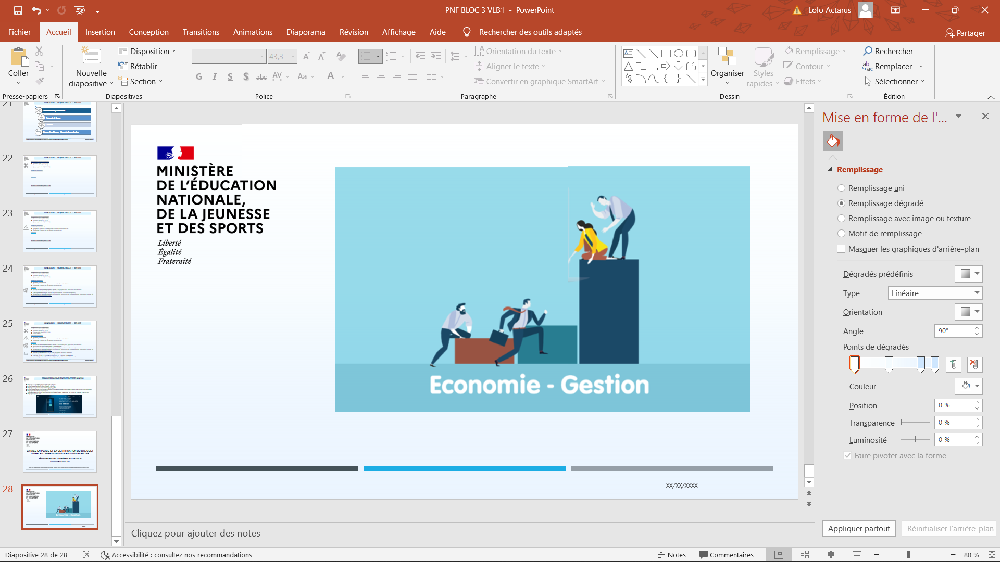 PNF BLOC 3 VLB1 - PowerPoint
Lolo Actarus
Fichier
Accueil
Insertion
Conception
Transitions
Animations
Diaporama
Révision
Affichage
Aide
Rechercher des outils adaptés
Partager
Coller
Nouvelle
diapositive
Disposition
Rétablir
Section
43,3
G I S S abc AV Aa A
Orientation du texte
Aligner le texte
Convertir en graphique SmartArt
Organiser
Styles
rapides
Remplissage
Contour
Effets
Rechercher
Remplacer
Sélectionner
Presse-papiers
Diapositives
Police
Paragraphe
Dessin
Édition
21
22
23
24
25
26
27
28
MINISTÈRE
DE L'ÉDUCATION
NATIONALE,
DE LA JEUNESSE
ET DES SPORTS
Liberté
Égalité
Fraternité
Economie - Gestion
XX/XX/XXXX
Cliquez pour ajouter des notes
Mise en forme de l'...
Remplissage
Remplissage uni
Remplissage dégradé
Remplissage avec image ou texture
Motif de remplissage
Masquer les graphiques d'arrière-plan
Dégradés prédéfinis
Type Linéaire
Orientation
Angle 90°
Points de dégradés
Couleur
Position 0 %
Transparence 0 %
Luminosité 0 %
Faire pivoter avec la forme
Appliquer partout
Réinitialiser l'arrière-plan
Diapositive 28 de 28
Accessibilité : consultez nos recommandations
Notes
Commentaires
80 %